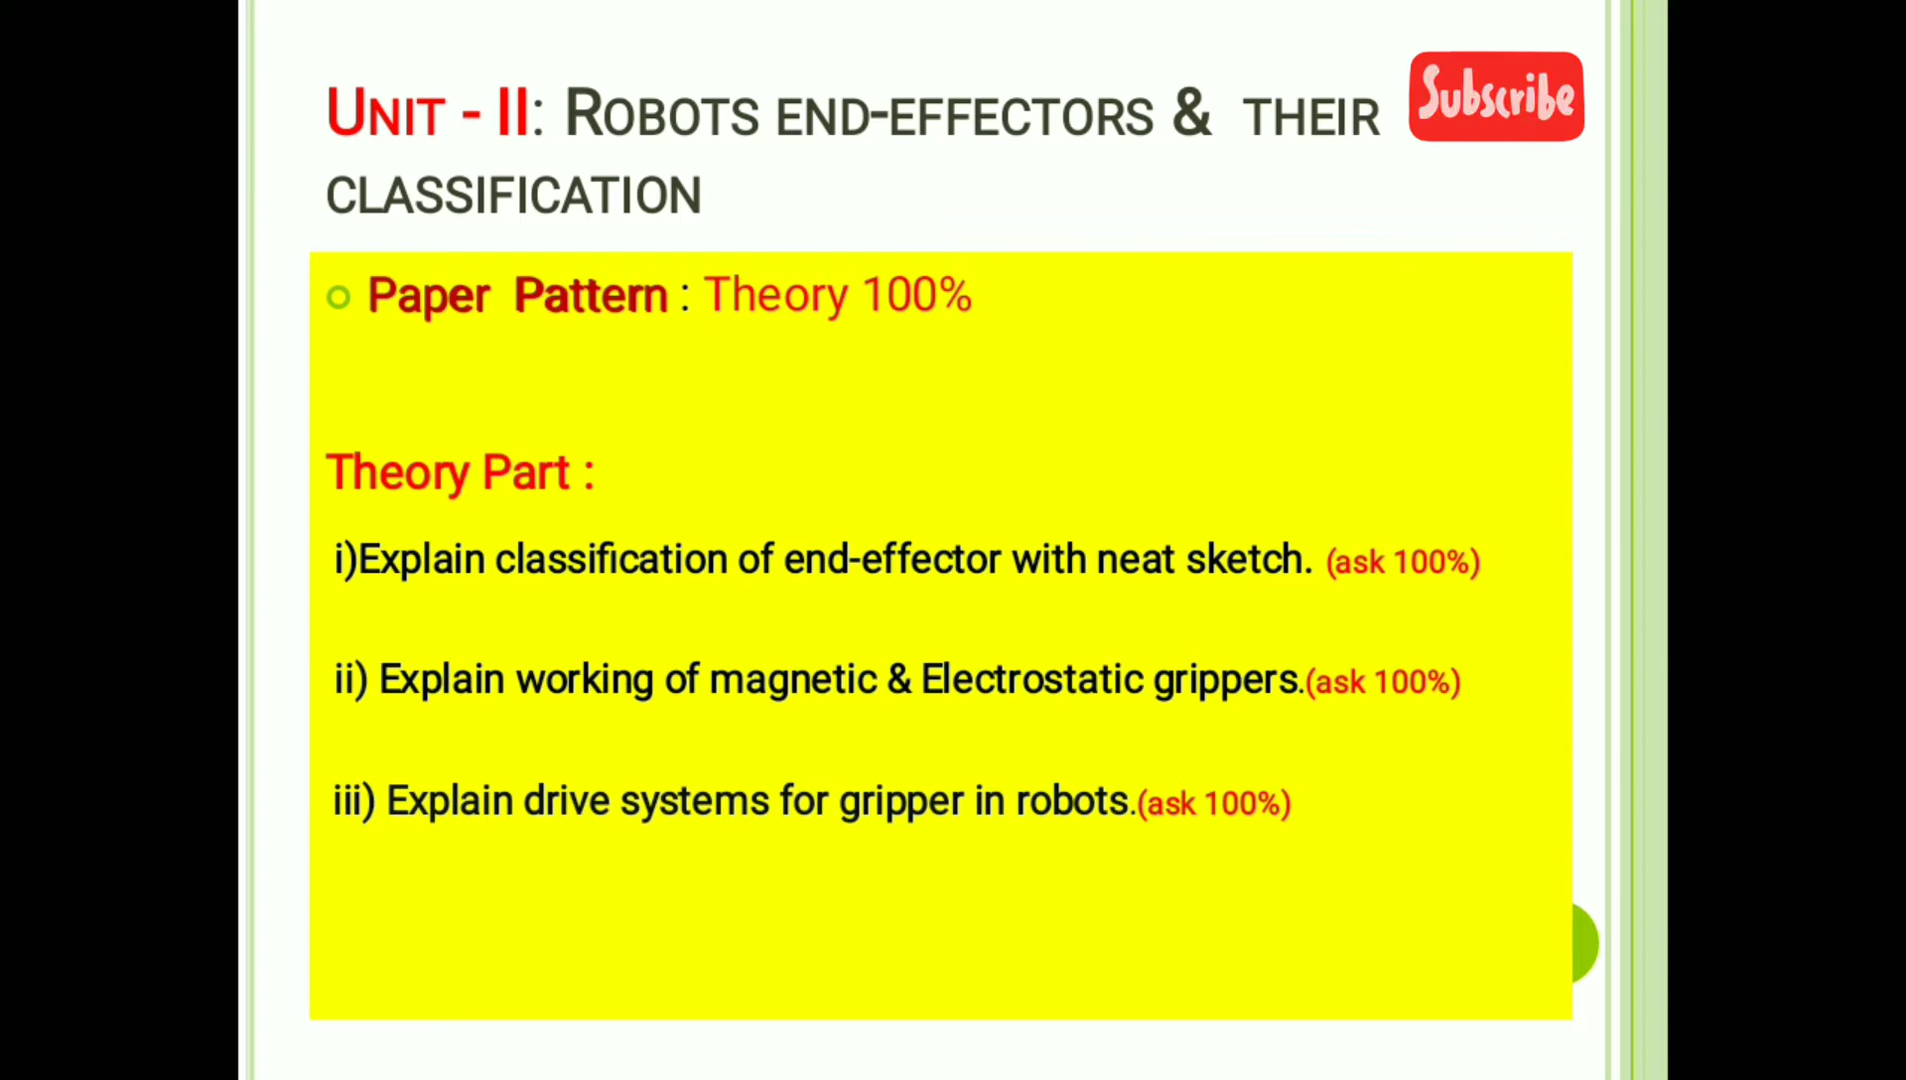 UNIT - II: ROBOTS END-EFFECTORS & THEIR
CLASSIFICATION
Subscribe
Paper Pattern : Theory 100%
Theory Part :
i)Explain classification of end-effector with neat sketch. (ask 100%)
ii) Explain working of magnetic & Electrostatic grippers.(ask 100%)
iii) Explain drive systems for gripper in robots.(ask 100%)